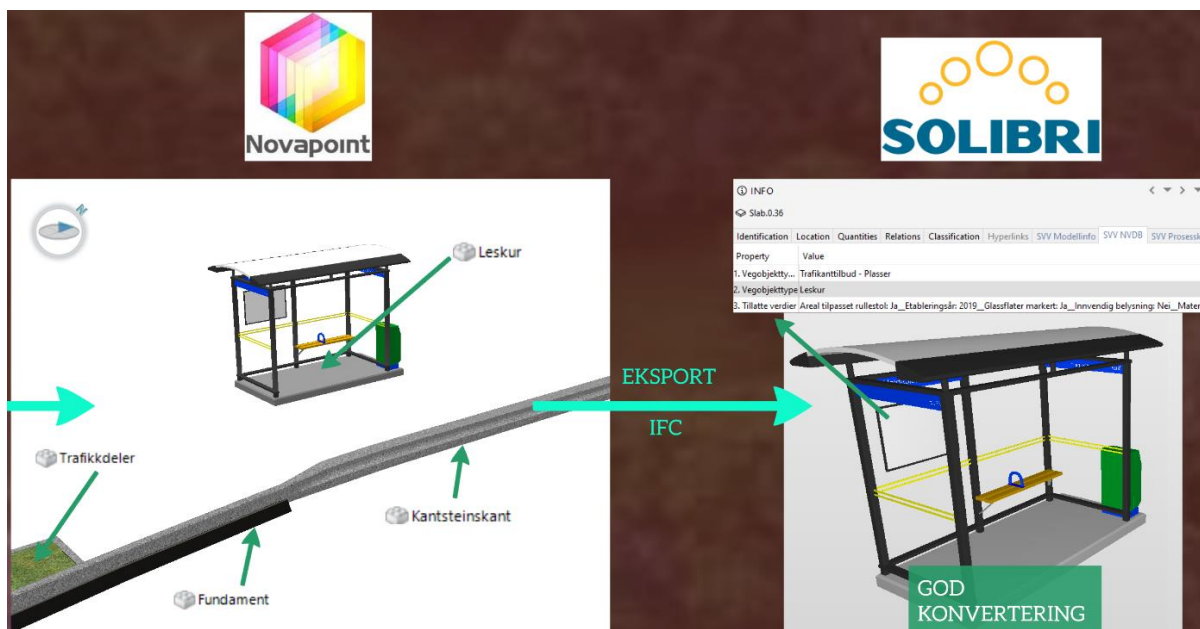 Novapoint
SOLIBRI
N
Leskur
Trafikkdeler
Kantsteinskant
Fundament
EKSPORT
IFC
INFO
Slab.0.36
Identification Location Quantities Relations Classification Hyperlinks SVV Modellinfo SVV NVDB SVV Prosessk
Property Value
1. Vegobjektty... Trafikanttilbud - Plasser
2. Vegobjekttype Leskur
3. Tillatte verdier Areal tilpasset rullestol: Ja__Etableringsår: 2019__Glassflater markert: Ja__Innvendig belysning: Nei__Mater
GOD
KONVERTERING